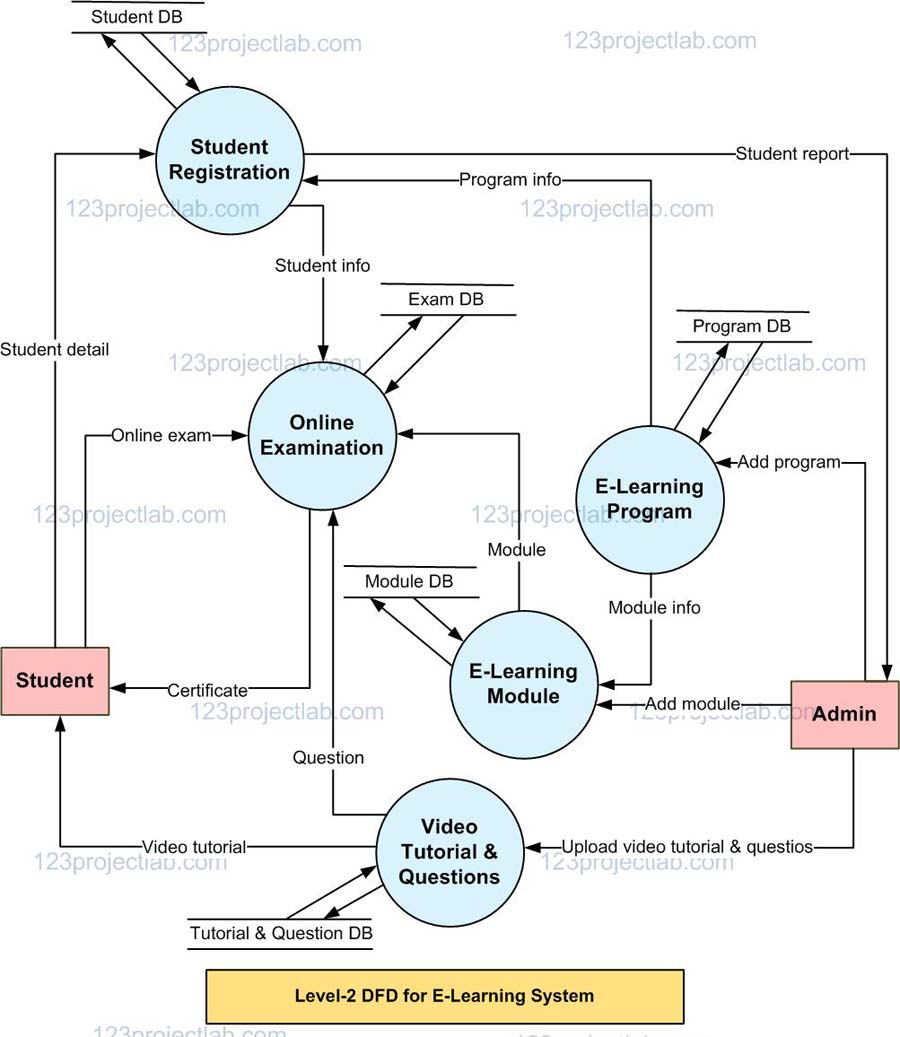 Student DB
123projectlab.com
123projectlab.com
Student
Registration
Student report
Program info
123projectlab.com
123projectlab.com
Student info
Exam DB
Program DB
Student detail
123projectlab.com
123projectlab.com
Online
Examination
Online exam
Add program
E-Learning
Program
123projectlab.com
123projectlab.com
Module
Module DB
Module info
Student
E-Learning
Module
Certificate
Add module
Admin
123projectlab.com
123projectlab.com
Question
Video
Tutorial &
Questions
Video tutorial
Upload video tutorial & questios
123projectlab.com
123projectlab.com
Tutorial & Question DB
Level-2 DFD for E-Learning System
123projectlab.com
123projectlab.com